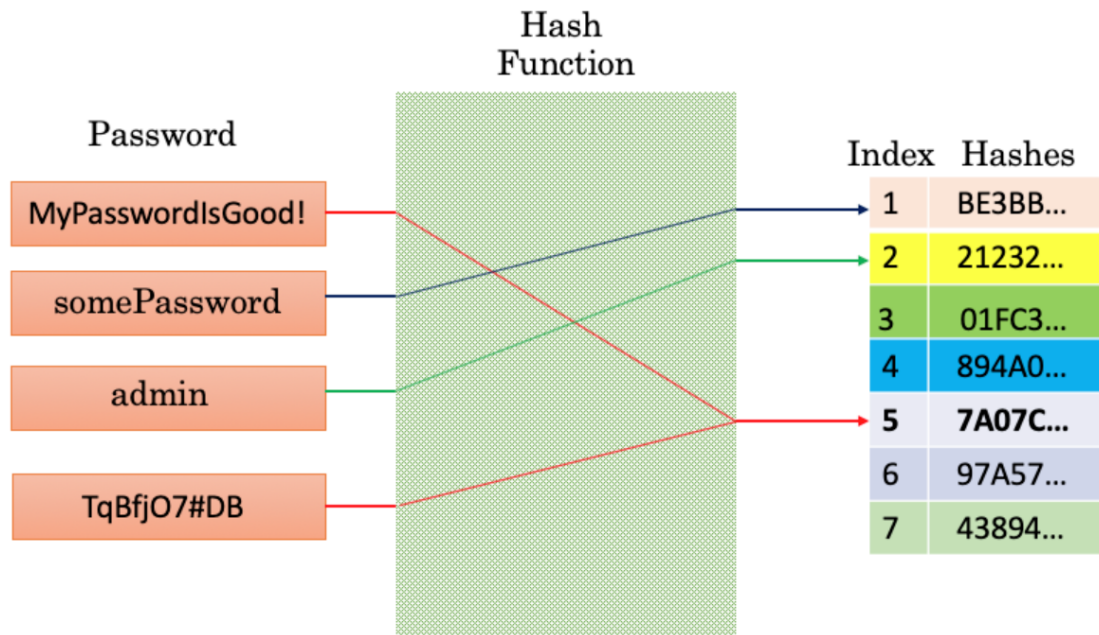 Hash
Function
Password
Index Hashes
MyPasswordIsGood!
somePassword
admin
TqBfjO7#DB
1 BE3BB...
2 21232...
3 01FC3...
4 894A0...
5 7A07C...
6 97A57...
7 43894...